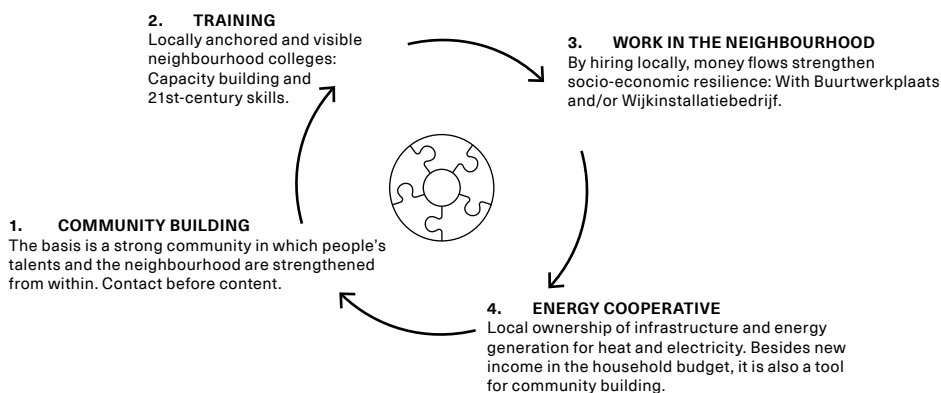 2. TRAINING
Locally anchored and visible
neighbourhood colleges:
Capacity building and
21st-century skills.
3. WORK IN THE NEIGHBOURHOOD
By hiring locally, money flows strengthen
socio-economic resilience: With Buurtwerkplaats
and/or Wijkinstallatiebedrijf.
1. COMMUNITY BUILDING
The basis is a strong community in which people's
talents and the neighbourhood are strengthened
from within. Contact before content.
4. ENERGY COOPERATIVE
Local ownership of infrastructure and energy
generation for heat and electricity. Besides new
income in the household budget, it is also a tool
for community building.